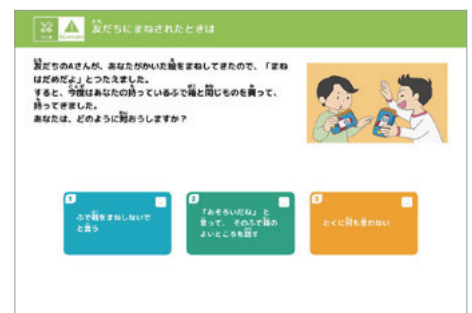 友だちにまねされたときは
友だちのAさんが、あなたがかいた絵をまねしてきたので、「まね
はだめだよ」とつたえました。
すると、今度はあなたの持っているふで箱と同じものを買って、
持ってきました。
あなたは、どのように対おうしますか？
1
ふで箱をまねしないで
と言う
2
「おそろいだね」と
言って、そのふで箱の
よいところを話す
3
とくに何も言わない